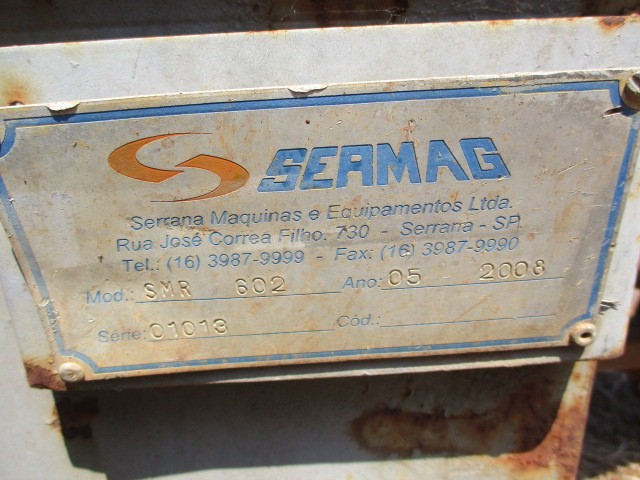 SERMAG
Serrana Maquinas e Equipamentos Ltda.
Rua José Correa Filho. 730 - Serrana - SP.
Tel.: (16) 3987-9999 - Fax: (16) 3987-9990
Mod.: SMR 602 Ano: 05 2008
Série: 01013 Cód.: